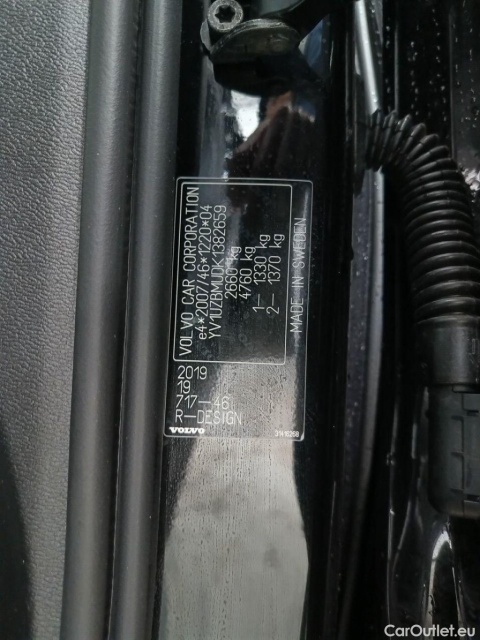 VOLVO CAR CORPORATION
e4*2007/46*1220*04
YV1UZBMUDK1382659
2660 kg
4760 kg
1- 1330 kg
2- 1370 kg
MADE IN SWEDEN
2019
19
717-46
R-DESIGN
VOLVO
CarOutlet.eu